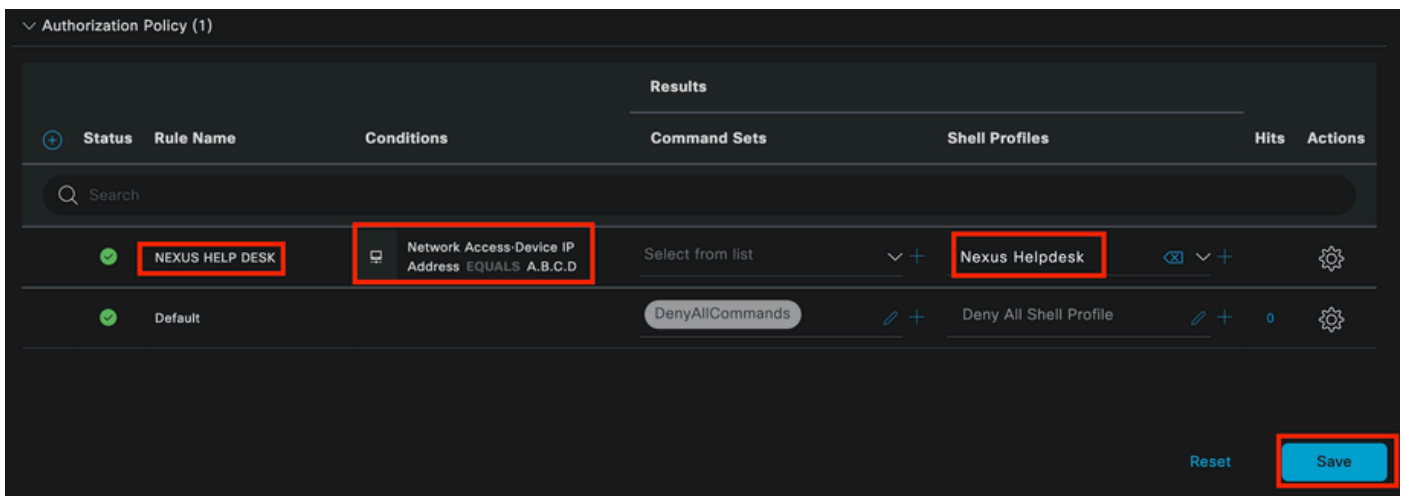 Authorization Policy (1)
Results
Status Rule Name Conditions Command Sets Shell Profiles Hits Actions
Search
NEXUS HELP DESK
Network Access·Device IP
Address EQUALS A.B.C.D
Select from list
Nexus Helpdesk
Default
DenyAllCommands
Deny All Shell Profile
0
Reset
Save